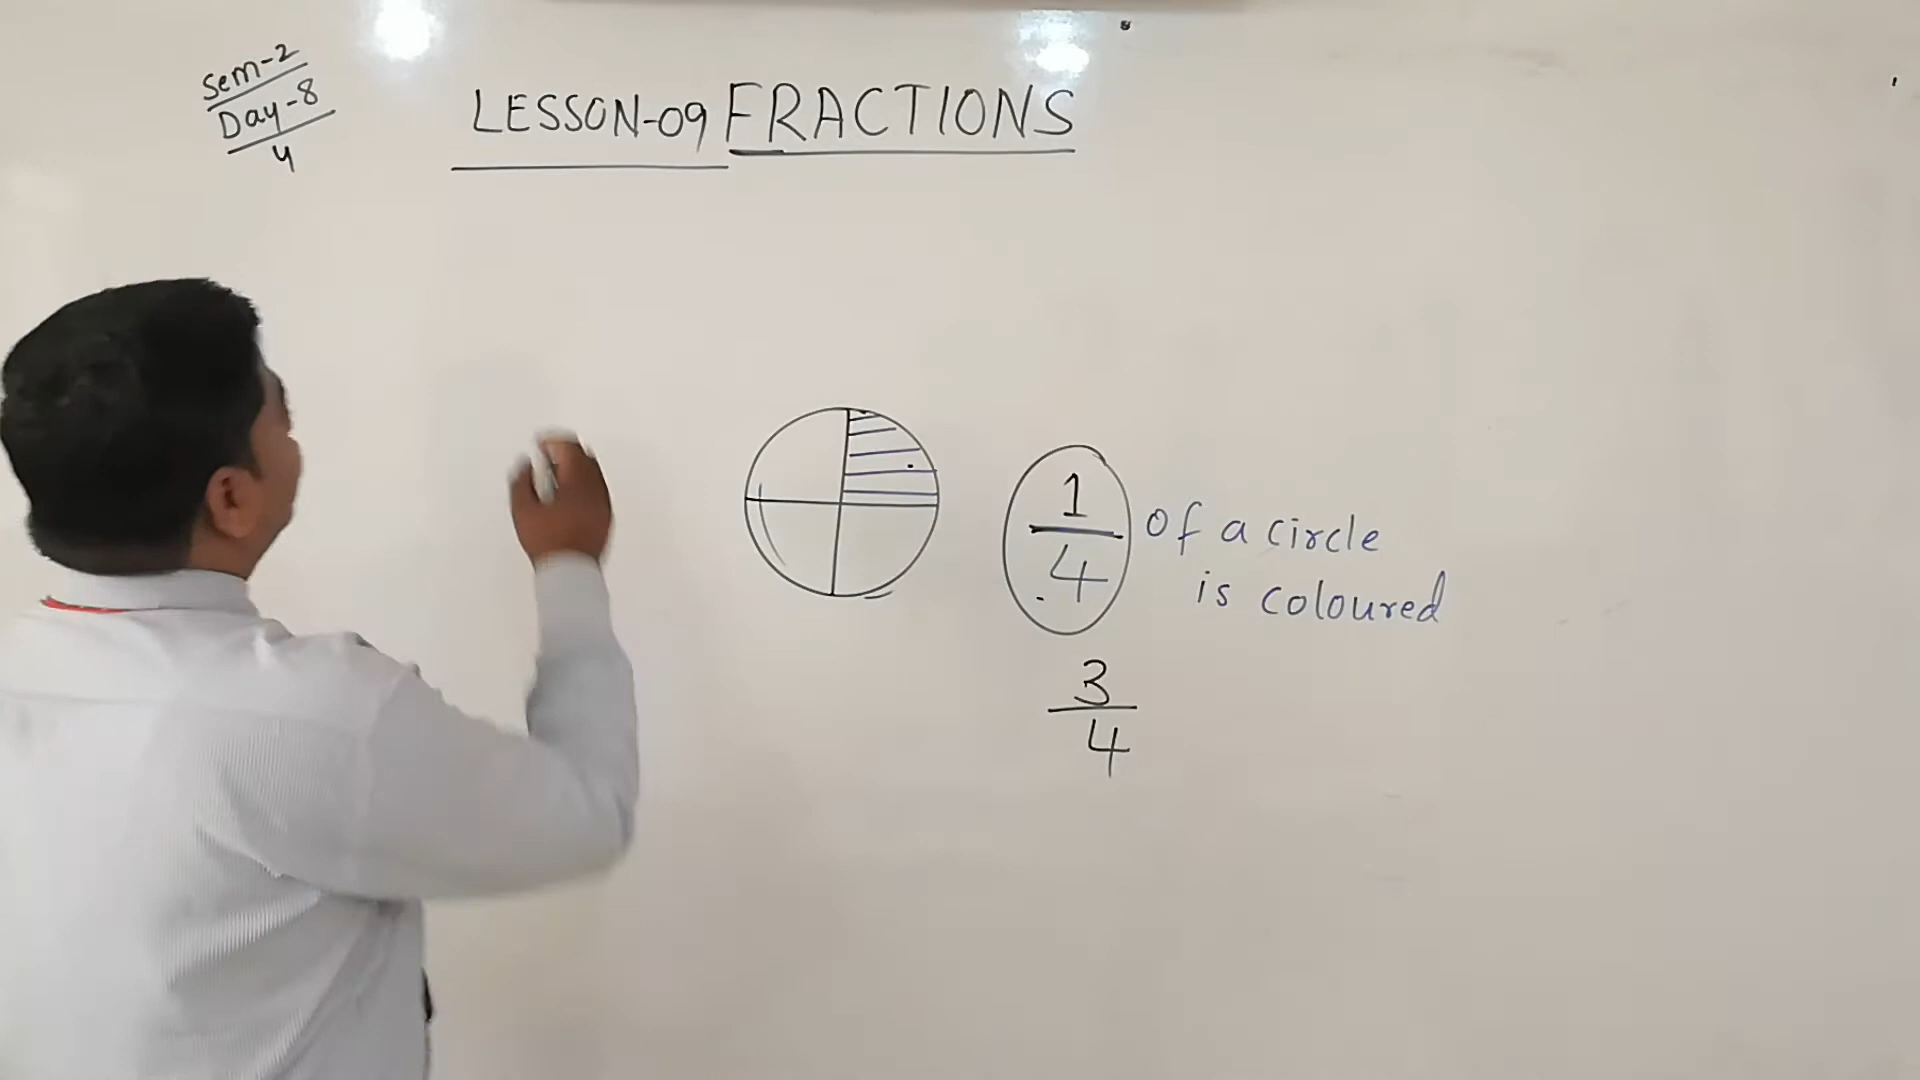 Sem-2
Day-8
4
LESSON-09 FRACTIONS
1
4
of a circle
is coloured
3
4